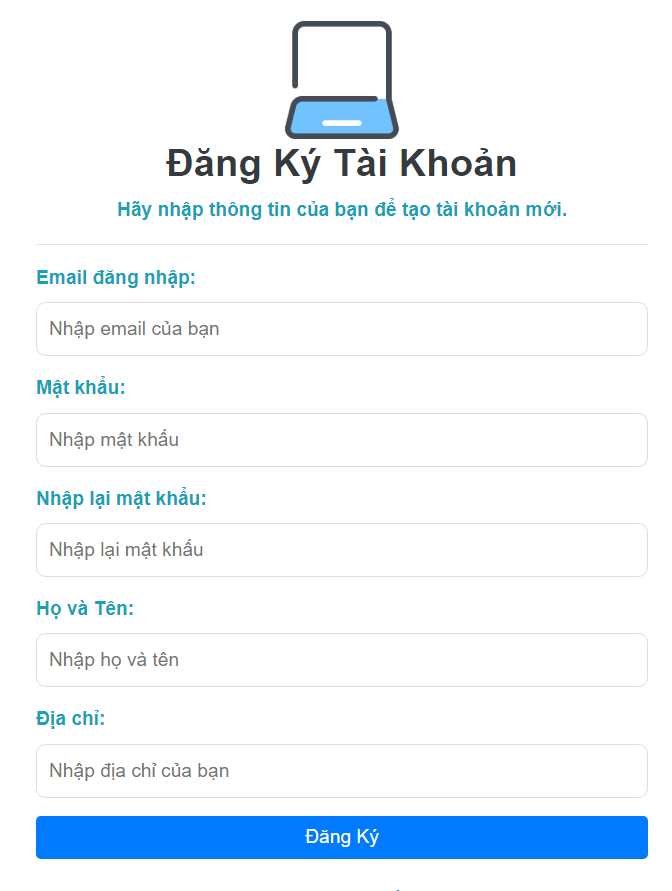 Đăng Ký Tài Khoản
Hãy nhập thông tin của bạn để tạo tài khoản mới.
Email đăng nhập:
Nhập email của bạn
Mật khẩu:
Nhập mật khẩu
Nhập lại mật khẩu:
Nhập lại mật khẩu
Họ và Tên:
Nhập họ và tên
Địa chỉ:
Nhập địa chỉ của bạn
Đăng Ký